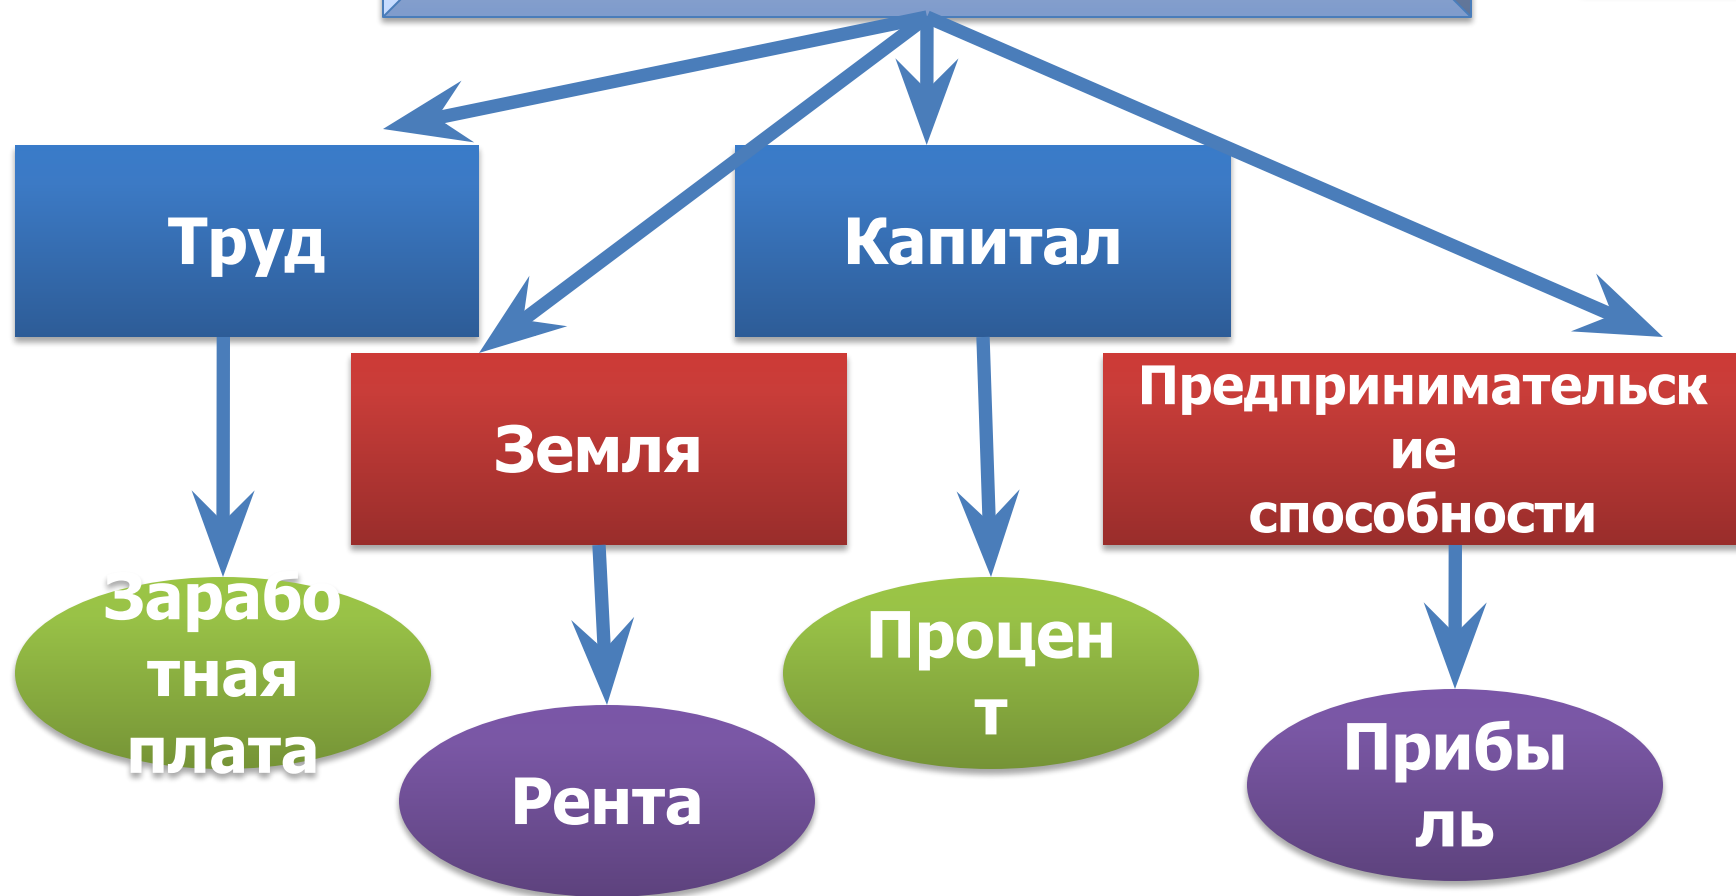 Труд
Капитал
Земля
Предпринимательск
ие
способности
Зарабо
тная
плата
Рента
Процен
т
Прибы
ль